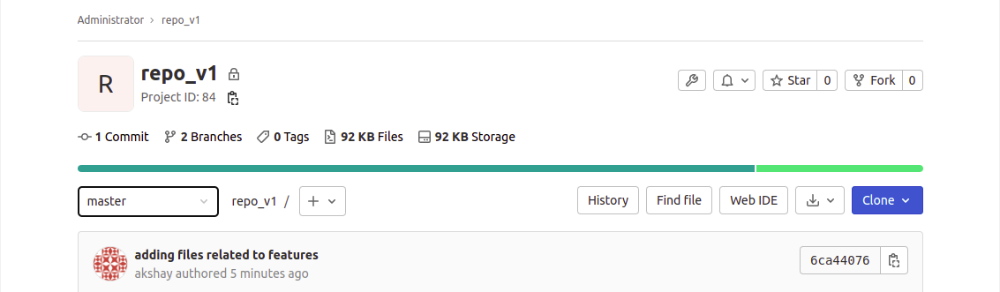 Administrator > repo_v1
R
repo_v1
Project ID: 84
Star 0
Fork 0
1 Commit 2 Branches 0 Tags 92 KB Files 92 KB Storage
master repo_v1 / + History Find file Web IDE Clone
adding files related to features
akshay authored 5 minutes ago
6ca44076